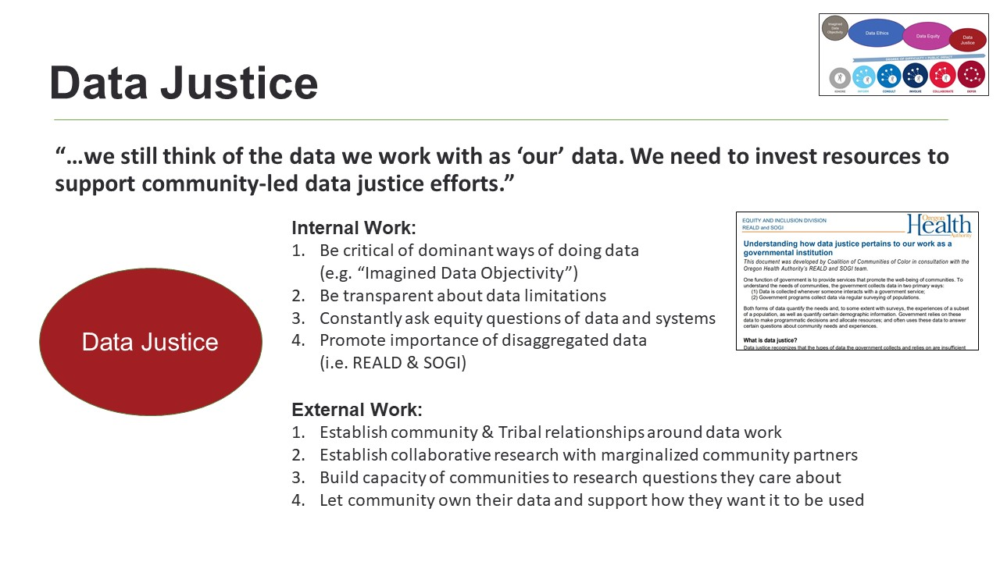 Imagined
Data
Objectivity
Data Ethics
Data Equity
Data
Justice
DEGREE OF DIFFICULTY + PUBLIC IMPACT
IGNORE
INFORM
CONSULT
INVOLVE
COLLABORATE
DEFER
Data Justice
“…we still think of the data we work with as ‘our’ data. We need to invest resources to
support community-led data justice efforts.”
Internal Work:
1. Be critical of dominant ways of doing data
(e.g. “Imagined Data Objectivity”)
2. Be transparent about data limitations
3. Constantly ask equity questions of data and systems
4. Promote importance of disaggregated data
(i.e. REALD & SOGI)
EQUITY AND INCLUSION DIVISION
REALD and SOGI
Oregon
Health
Authority
Understanding how data justice pertains to our work as a
governmental institution
This document was developed by Coalition of Communities of Color in consultation with the
Oregon Health Authority’s REALD and SOGI team.
One function of government is to provide services that promote the well-being of communities. To
understand the needs of communities, the government collects data in two primary ways:
(1) Data is collected whenever someone interacts with a government service;
(2) Government programs collect data via regular surveying of populations.
Both forms of data quantify the needs and, to some extent with surveys, the experiences of a subset
of a population, as well as quantify certain demographic information. Government relies on these
data to make programmatic decisions and allocate resources; and often uses these data to answer
certain questions about community needs and experiences.
What is data justice?
Data justice recognizes that the types of data the government collects and relies on are insufficient
Data Justice
External Work:
1. Establish community & Tribal relationships around data work
2. Establish collaborative research with marginalized community partners
3. Build capacity of communities to research questions they care about
4. Let community own their data and support how they want it to be used